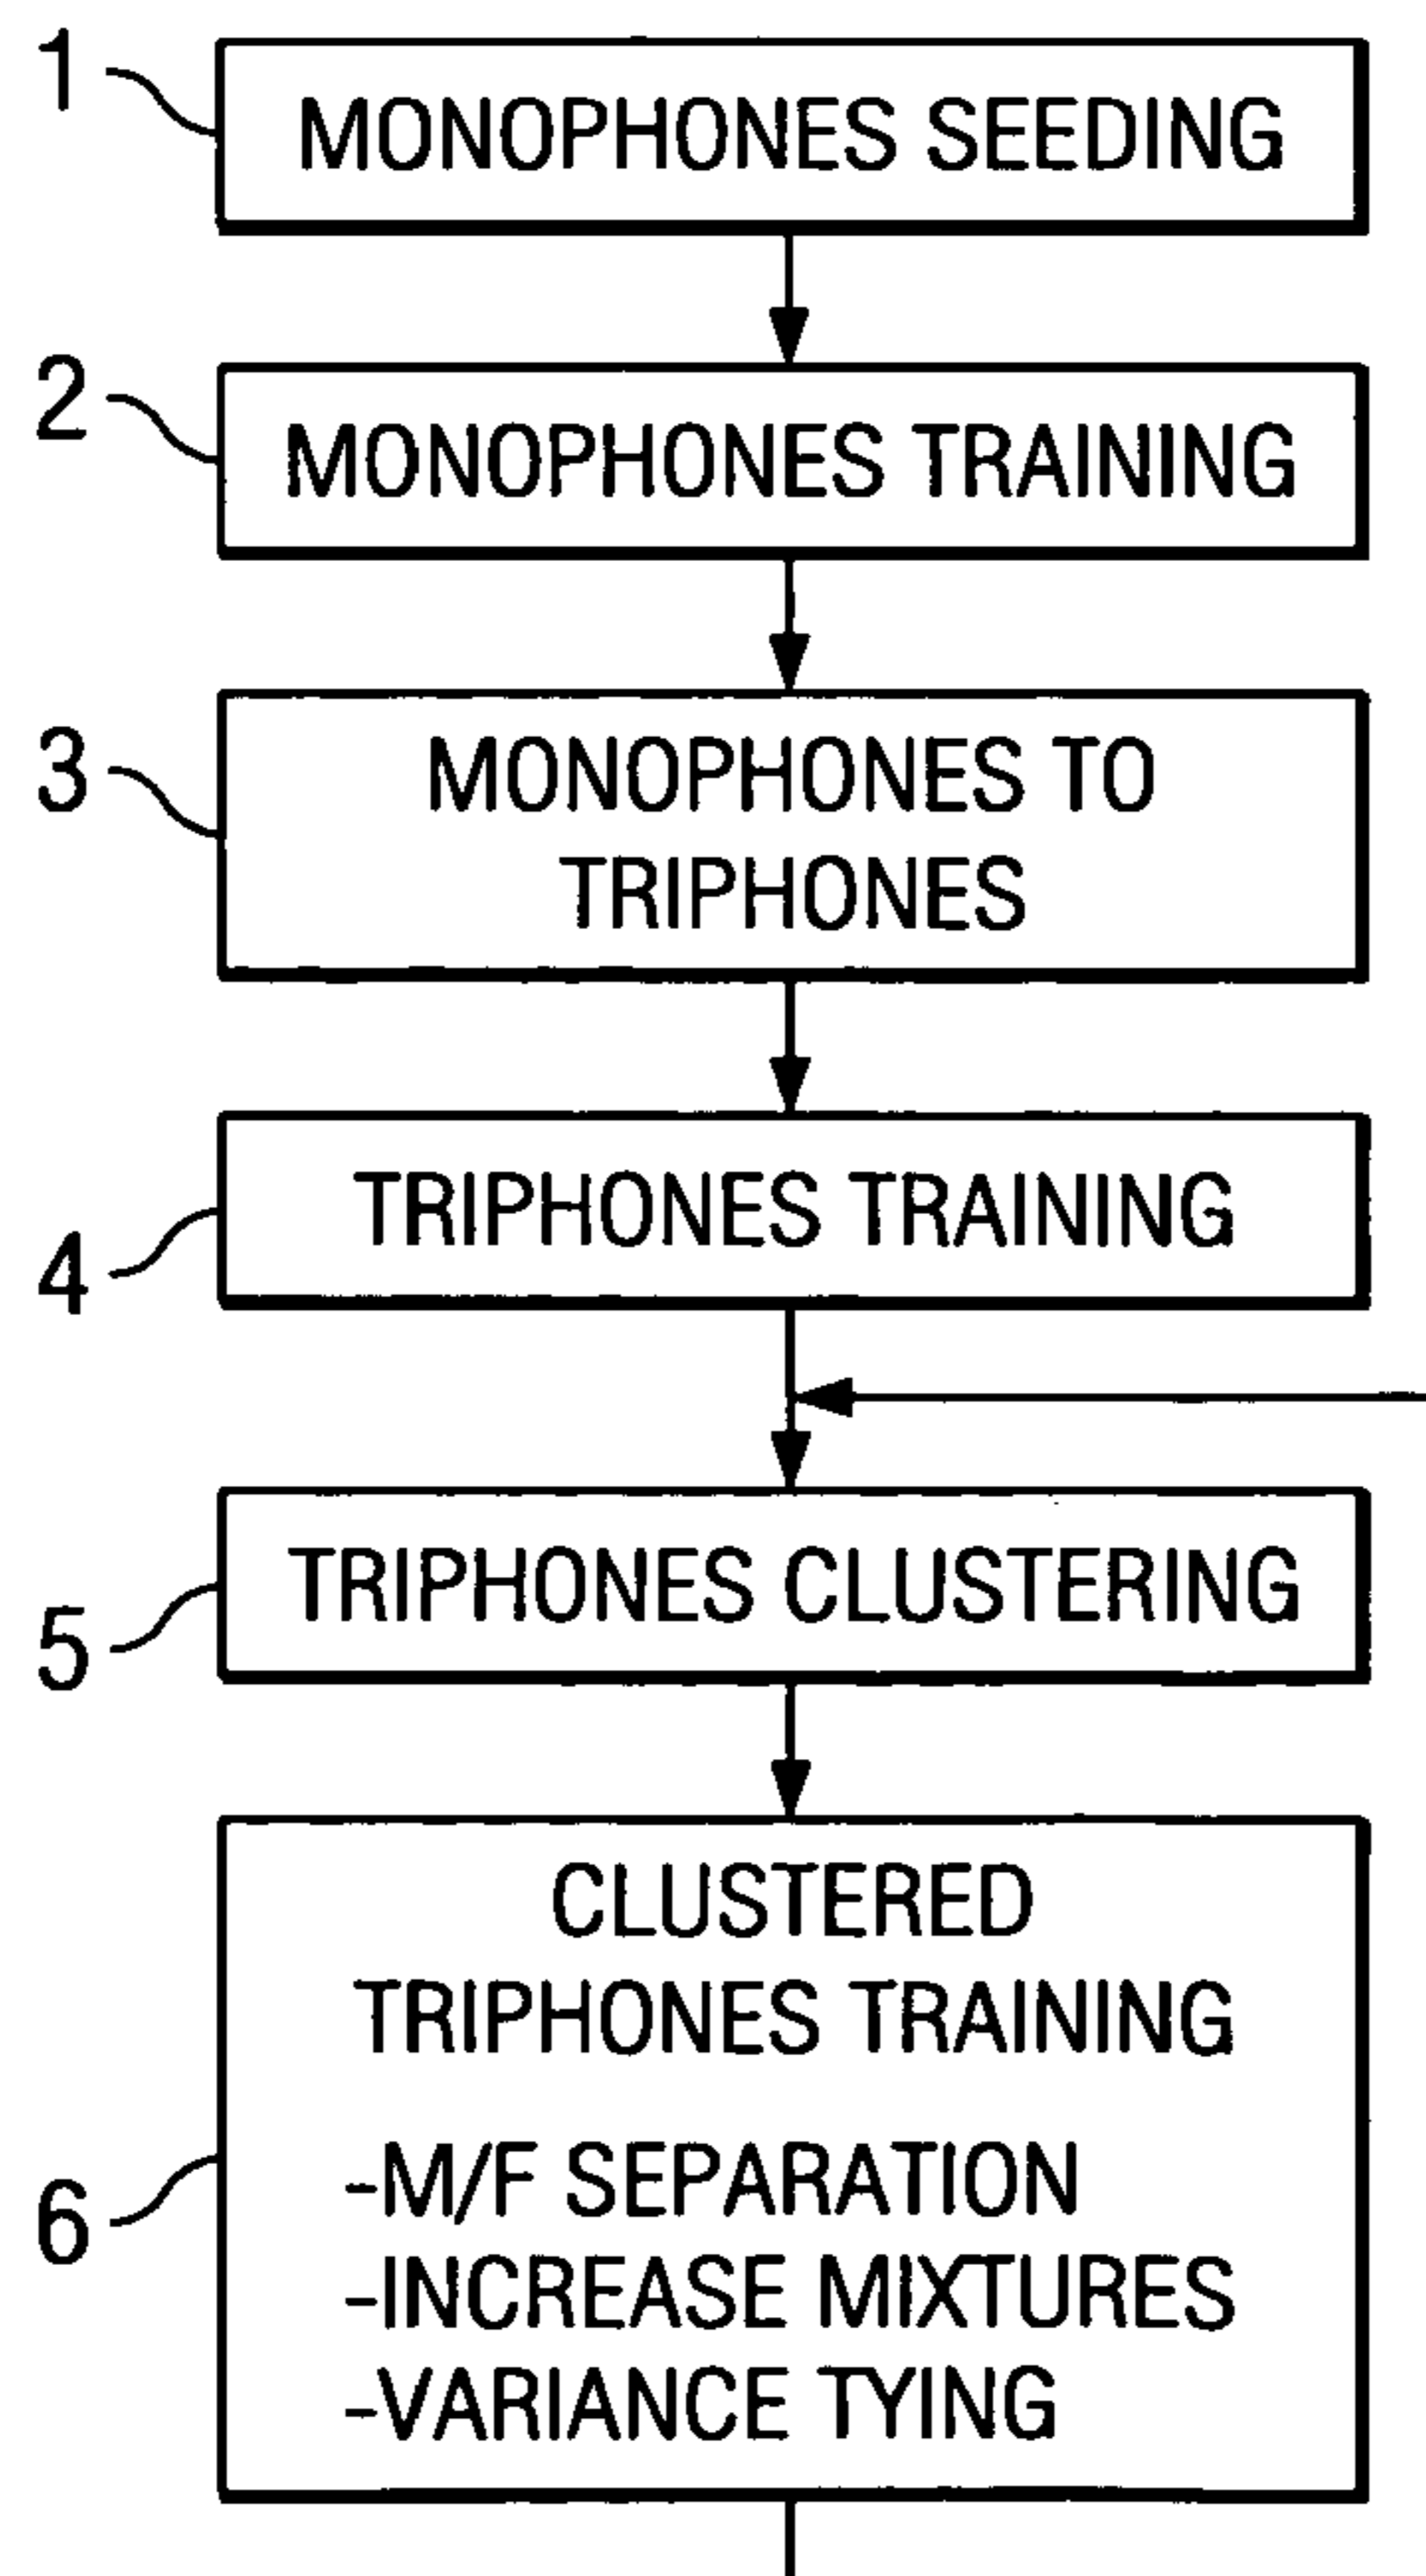 1
MONOPHONES SEEDING
2
MONOPHONES TRAINING
3
MONOPHONES TO
TRIPHONES
4
TRIPHONES TRAINING
5
TRIPHONES CLUSTERING
6
CLUSTERED
TRIPHONES TRAINING
-M/F SEPARATION
-INCREASE MIXTURES
-VARIANCE TYING